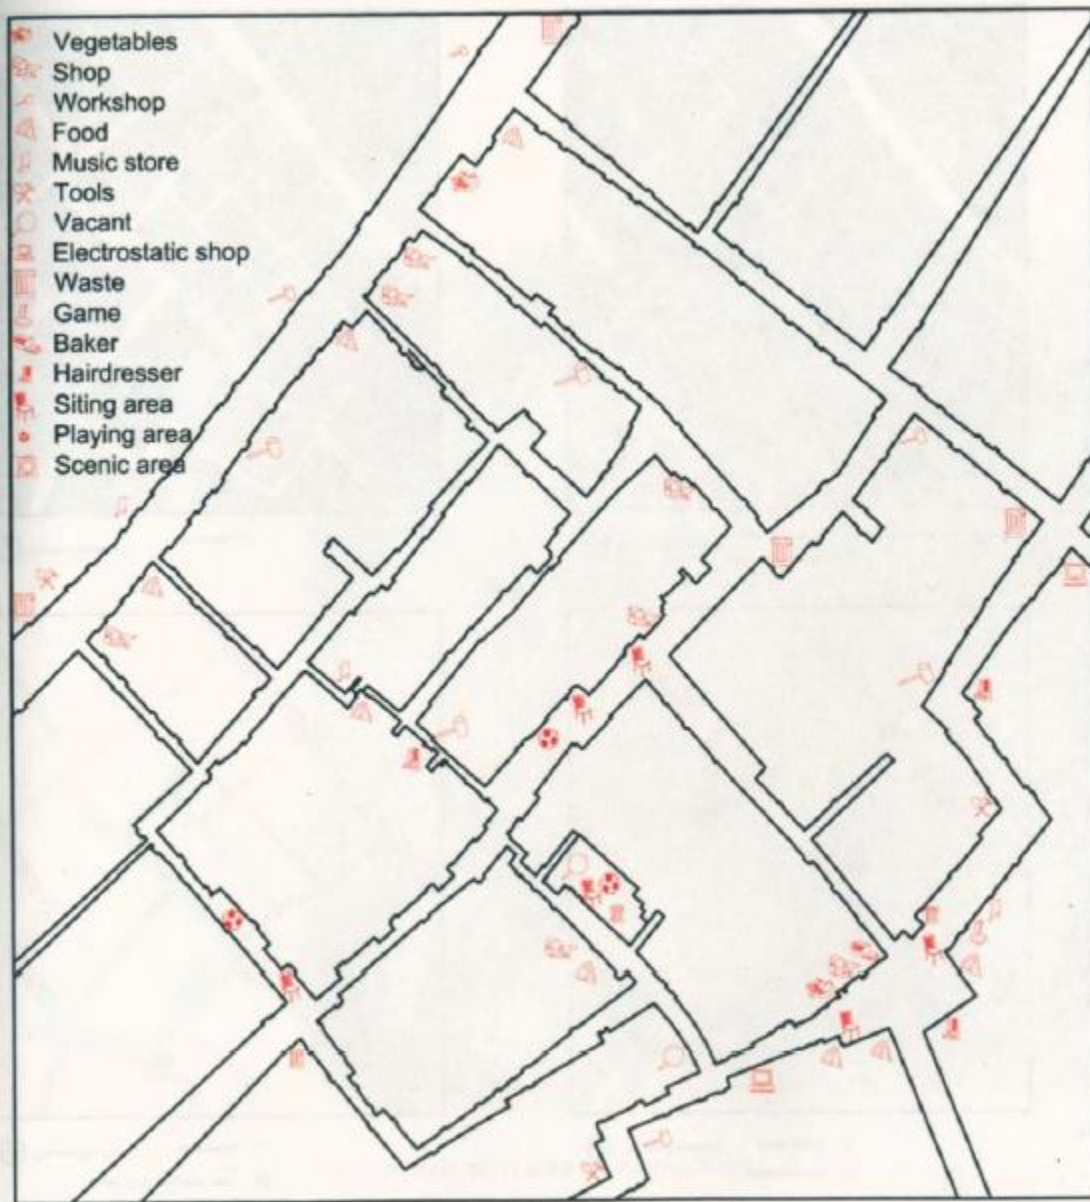 Vegetables
Shop
Workshop
Food
Music store
Tools
Vacant
Electrostatic shop
Waste
Game
Baker
Hairdresser
Siting area
Playing area
Scenic area